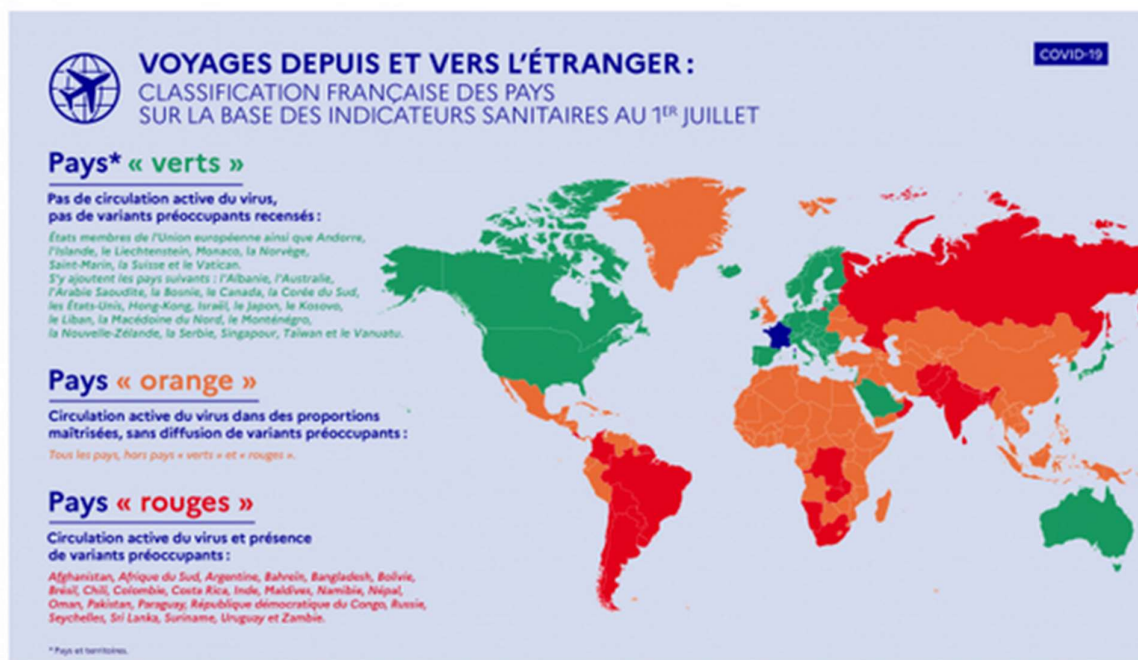 VOYAGES DEPUIS ET VERS L'ÉTRANGER :
COVID-19
CLASSIFICATION FRANÇAISE DES PAYS
SUR LA BASE DES INDICATEURS SANITAIRES AU 1ER JUILLET
Pays* « verts »
Pas de circulation active du virus,
pas de variants préoccupants recensés :
États membres de l'Union européenne ainsi que Andorre,
l'Islande, le Liechtenstein, Monaco, la Norvège,
Saint-Marin, la Suisse et le Vatican.
S'y ajoutent les pays suivants : l'Albanie, l'Australie,
l'Arabie Saoudite, la Bosnie, le Canada, la Corée du Sud,
les États-Unis, Hong-Kong, Israël, le Japon, le Kosovo,
le Liban, la Macédoine du Nord, le Monténégro,
la Nouvelle-Zélande, la Serbie, Singapour, Taïwan et le Vanuatu.
Pays « orange »
Circulation active du virus dans des proportions
maîtrisées, sans diffusion de variants préoccupants :
Tous les pays, hors pays « verts » et « rouges ».
Pays « rouges »
Circulation active du virus et présence
de variants préoccupants :
Afghanistan, Afrique du Sud, Argentine, Bahreïn, Bangladesh, Bolivie,
Brésil, Chili, Colombie, Costa Rica, Inde, Maldives, Namibie, Népal,
Oman, Pakistan, Paraguay, République démocratique du Congo, Russie,
Seychelles, Sri Lanka, Suriname, Uruguay et Zambie.
* Pays et territoires.